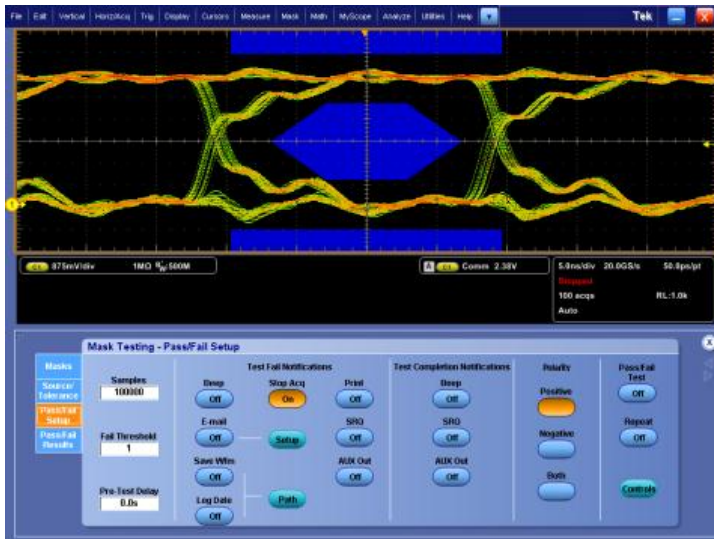 File Edit Vertical Horiz/Acq Trig Display Cursors Measure Mask Math MyScope Analyze Utilities Help Tek X
1
C1 875mV/div 1MΩ BW:500M
A C1 Comm 2.38V
5.0ns/div 20.0GS/s 50.0ps/pt
Stopped
100 acqs RL:1.0k
Auto
Mask Testing - Pass/Fail Setup
X
Masks
Source/
Tolerance
Pass/Fail
Setup
Pass/Fail
Results
Samples
100000
Fail Threshold
1
Pre-Test Delay
0.0s
Test Fail Notifications
Beep
Off
Stop Acq
On
Print
Off
E-mail
Off
Setup
SRQ
Off
Save Wfm
Off
AUX Out
Off
Log Date
Off
Path
Test Completion Notifications
Beep
Off
SRQ
Off
AUX Out
Off
Polarity
Positive
Negative
Both
Pass/Fail
Test
Off
Repeat
Off
Controls